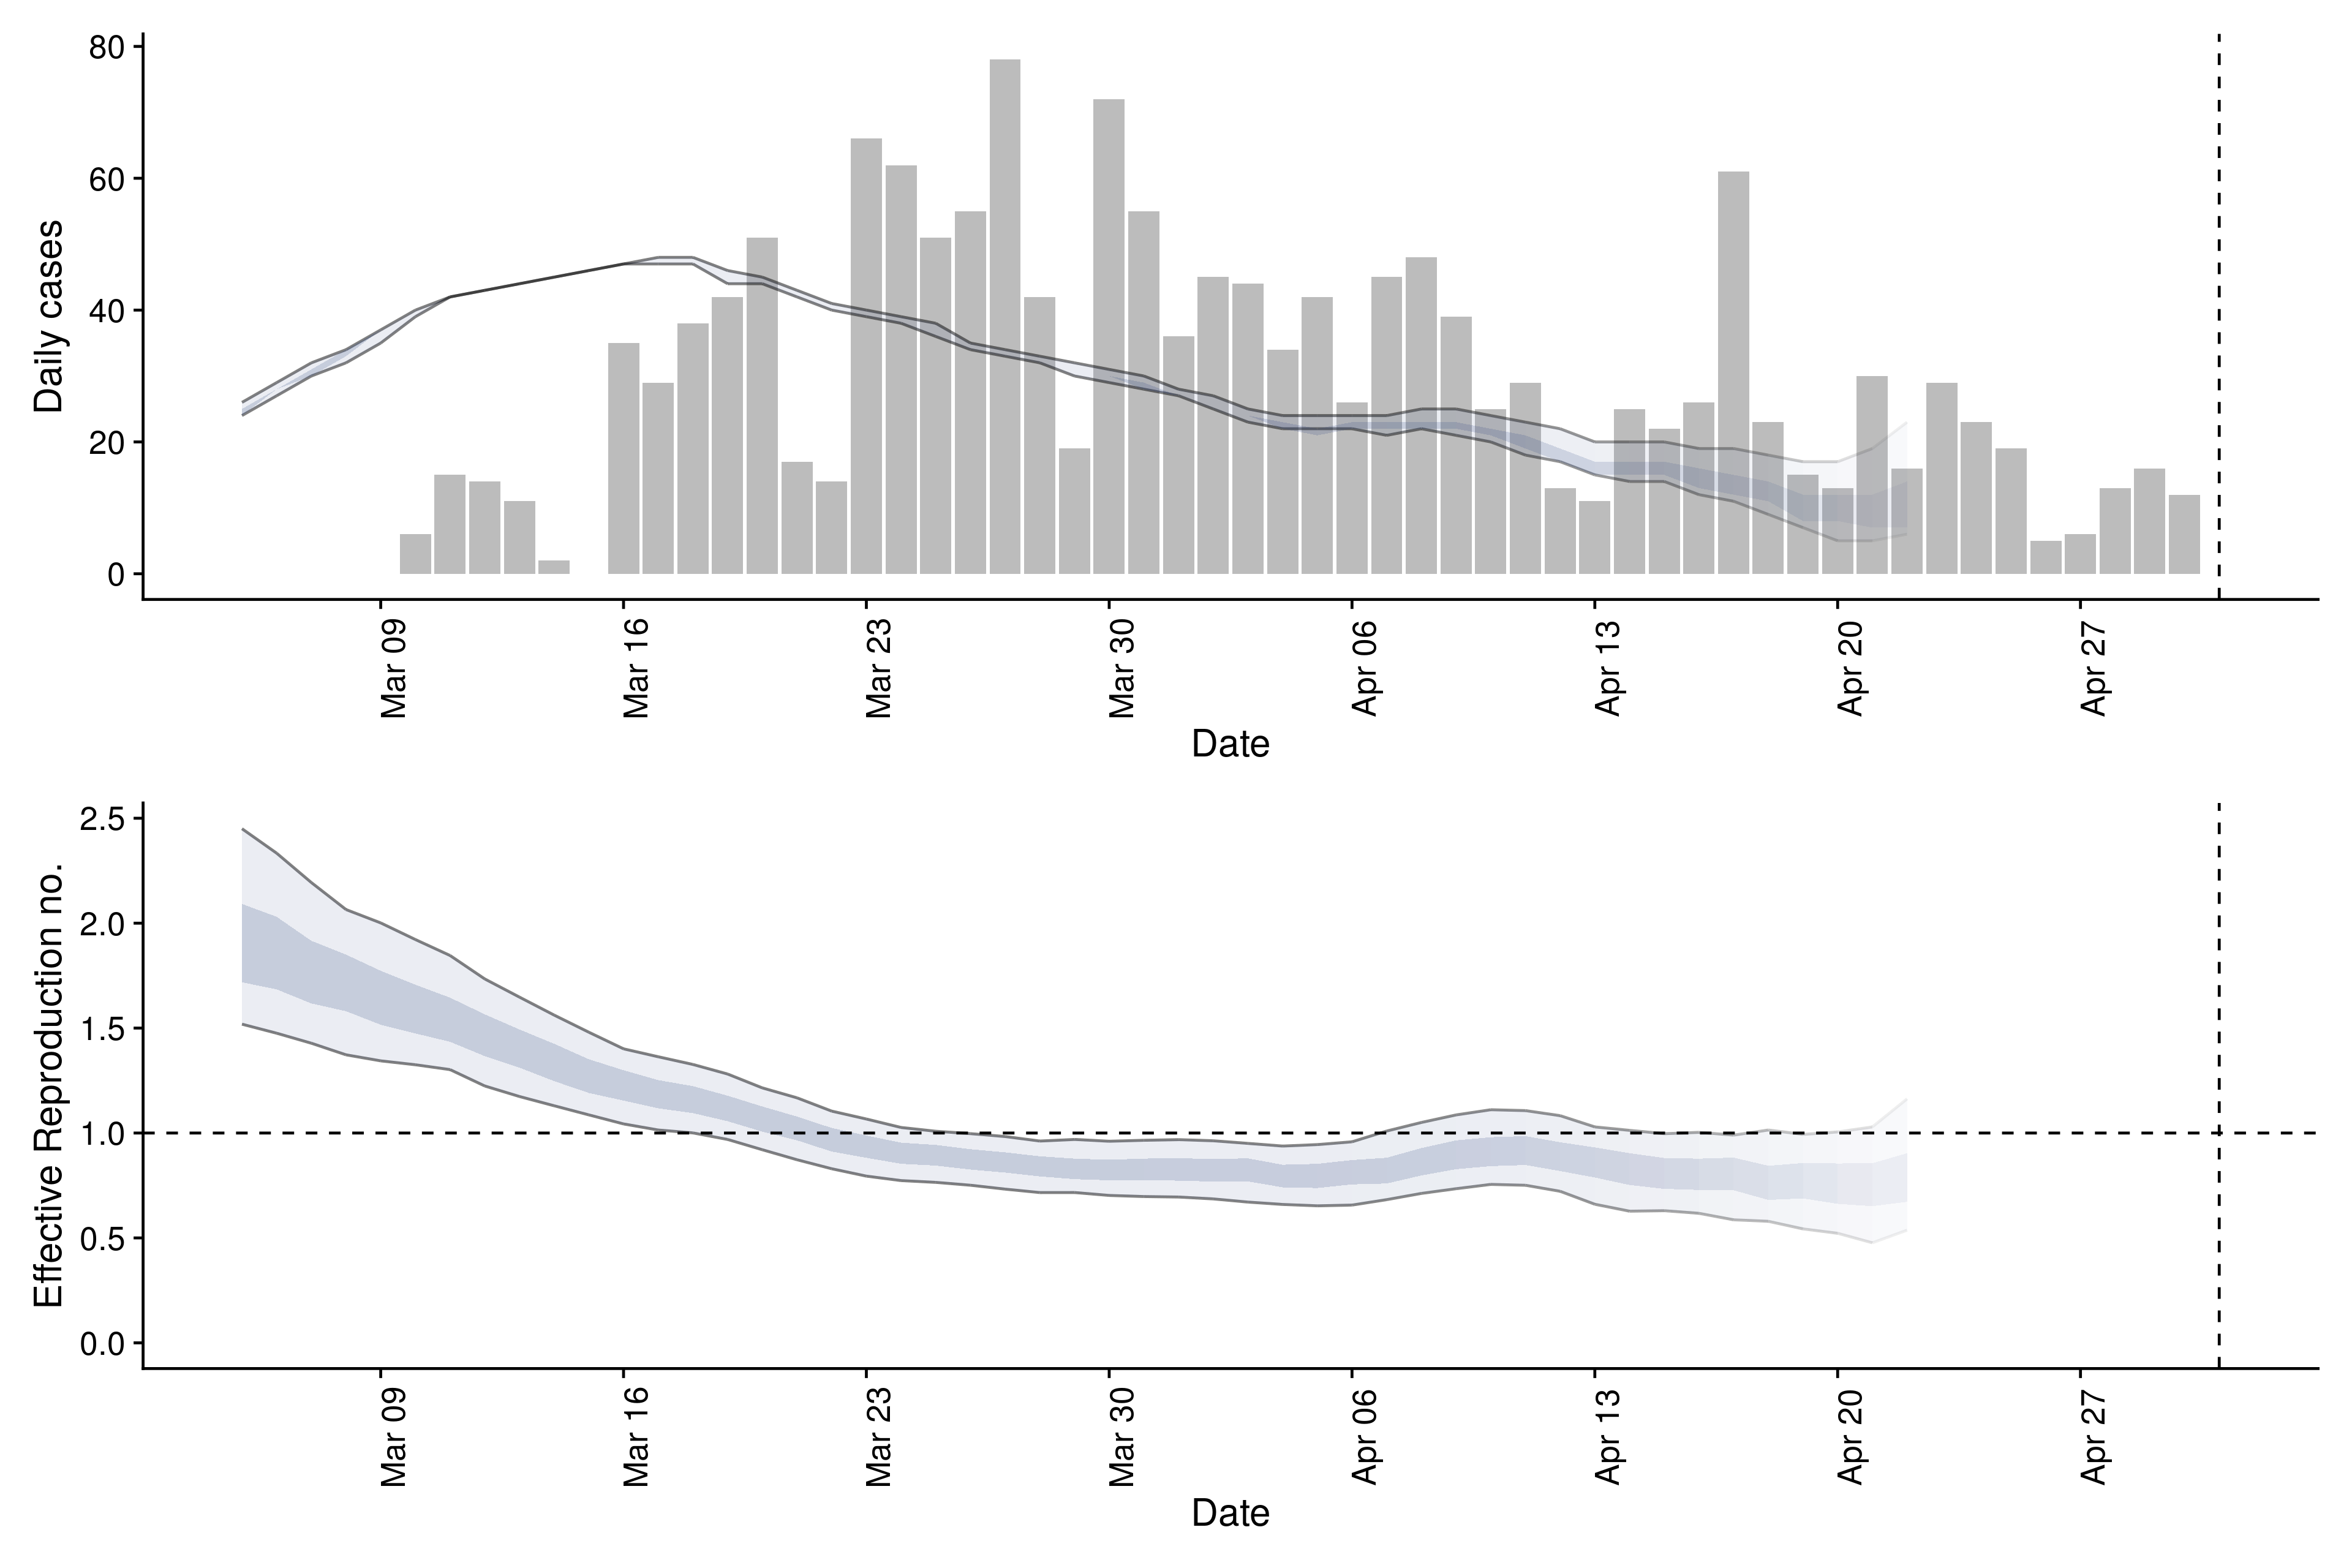 Daily cases
80
60
40
20
0
Mar 09
Mar 16
Mar 23
Mar 30
Apr 06
Apr 13
Apr 20
Apr 27
Date
Effective Reproduction no.
2.5
2.0
1.5
1.0
0.5
0.0
Mar 09
Mar 16
Mar 23
Mar 30
Apr 06
Apr 13
Apr 20
Apr 27
Date